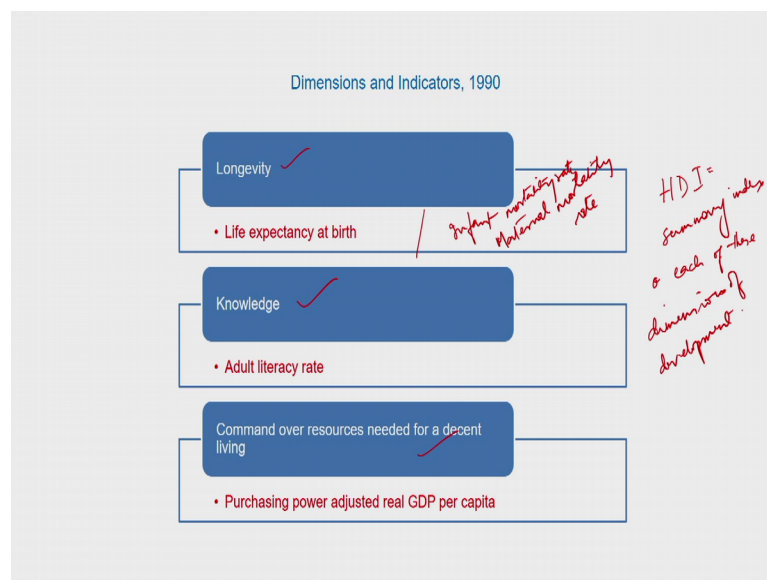 Dimensions and Indicators, 1990
Longevity
• Life expectancy at birth
Infant mortality rate
Maternal mortality
rate
Knowledge
• Adult literacy rate
Command over resources needed for a decent
living
• Purchasing power adjusted real GDP per capita
HDI =
summary index
o each of these
dimensions of
development.